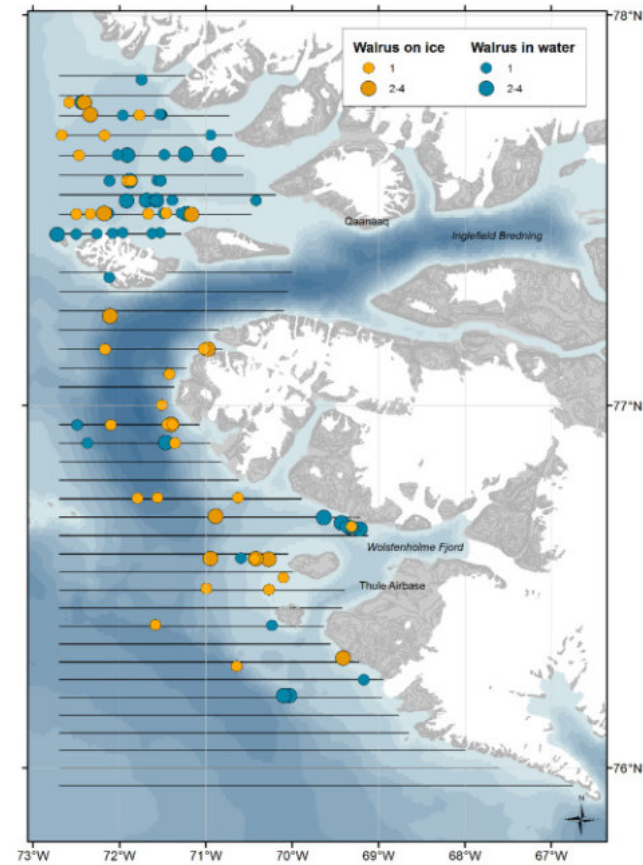 78°N
Walrus on ice
Walrus in water
1
1
2-4
2-4
Qaanaaq
Inglefield Bredning
77°N
Wolstenholme Fjord
Thule Airbase
76°N
N
73°W
72°W
71°W
70°W
69°W
68°W
67°W